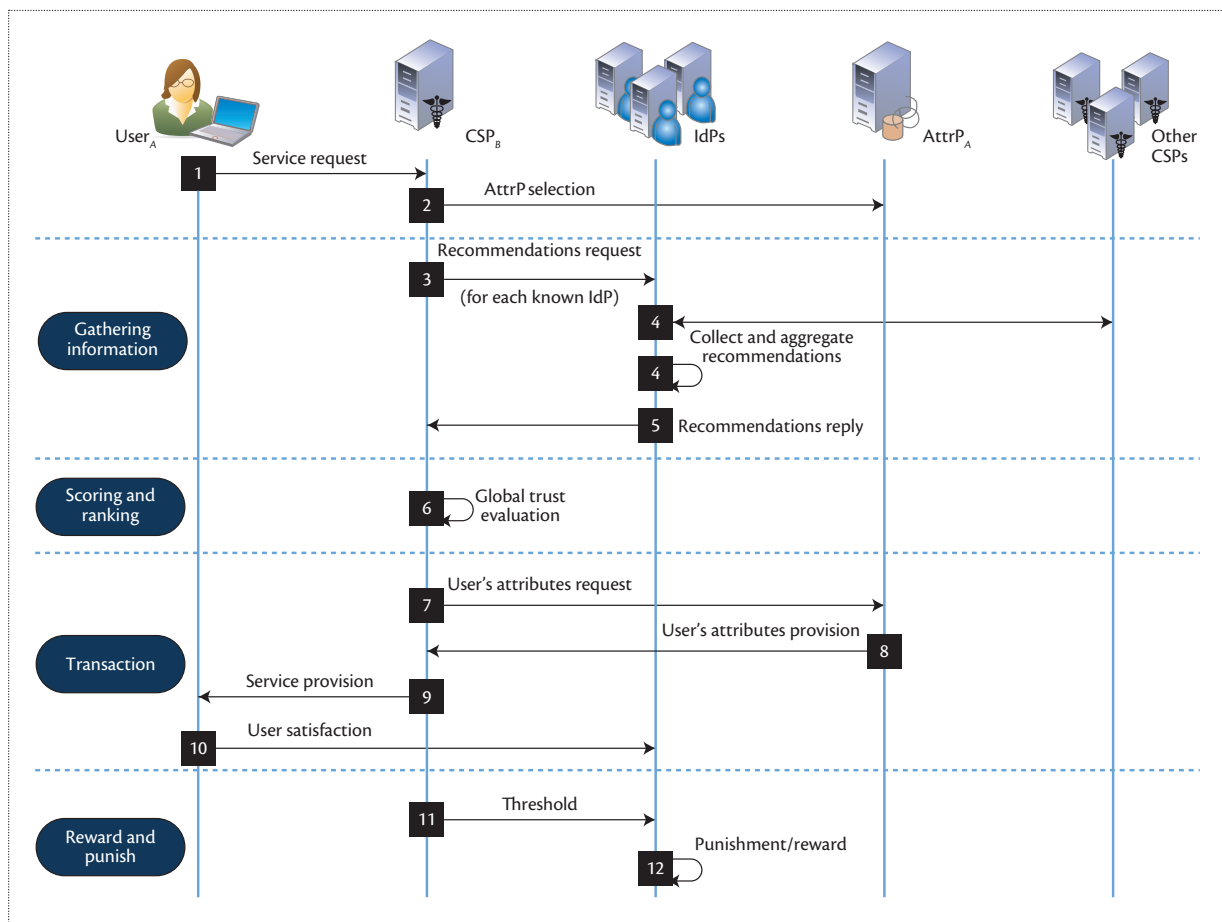 User_A
CSP_B
IdPs
AttrP_A
Other
CSPs
1
Service request
2
AttrP selection
Recommendations request
3
(for each known IdP)
Gathering
information
4
Collect and aggregate
recommendations
4
5
Recommendations reply
Scoring and
ranking
6
Global trust
evaluation
User's attributes request
7
User's attributes provision
8
Transaction
Service provision
9
User satisfaction
10
Threshold
11
Reward and
punish
Punishment/reward
12